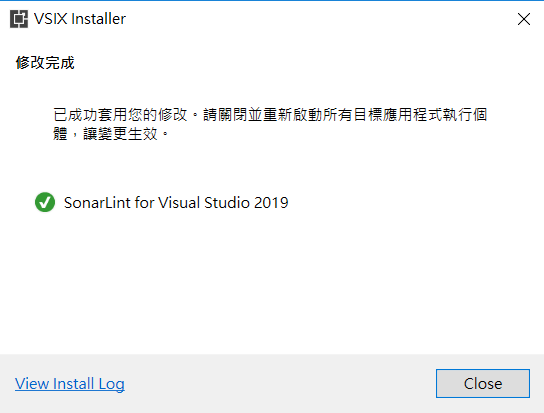 VSIX Installer
修改完成
已成功套用您的修改。請關閉並重新啟動所有目標應用程式執行個
體，讓變更生效。
SonarLint for Visual Studio 2019
View Install Log
Close